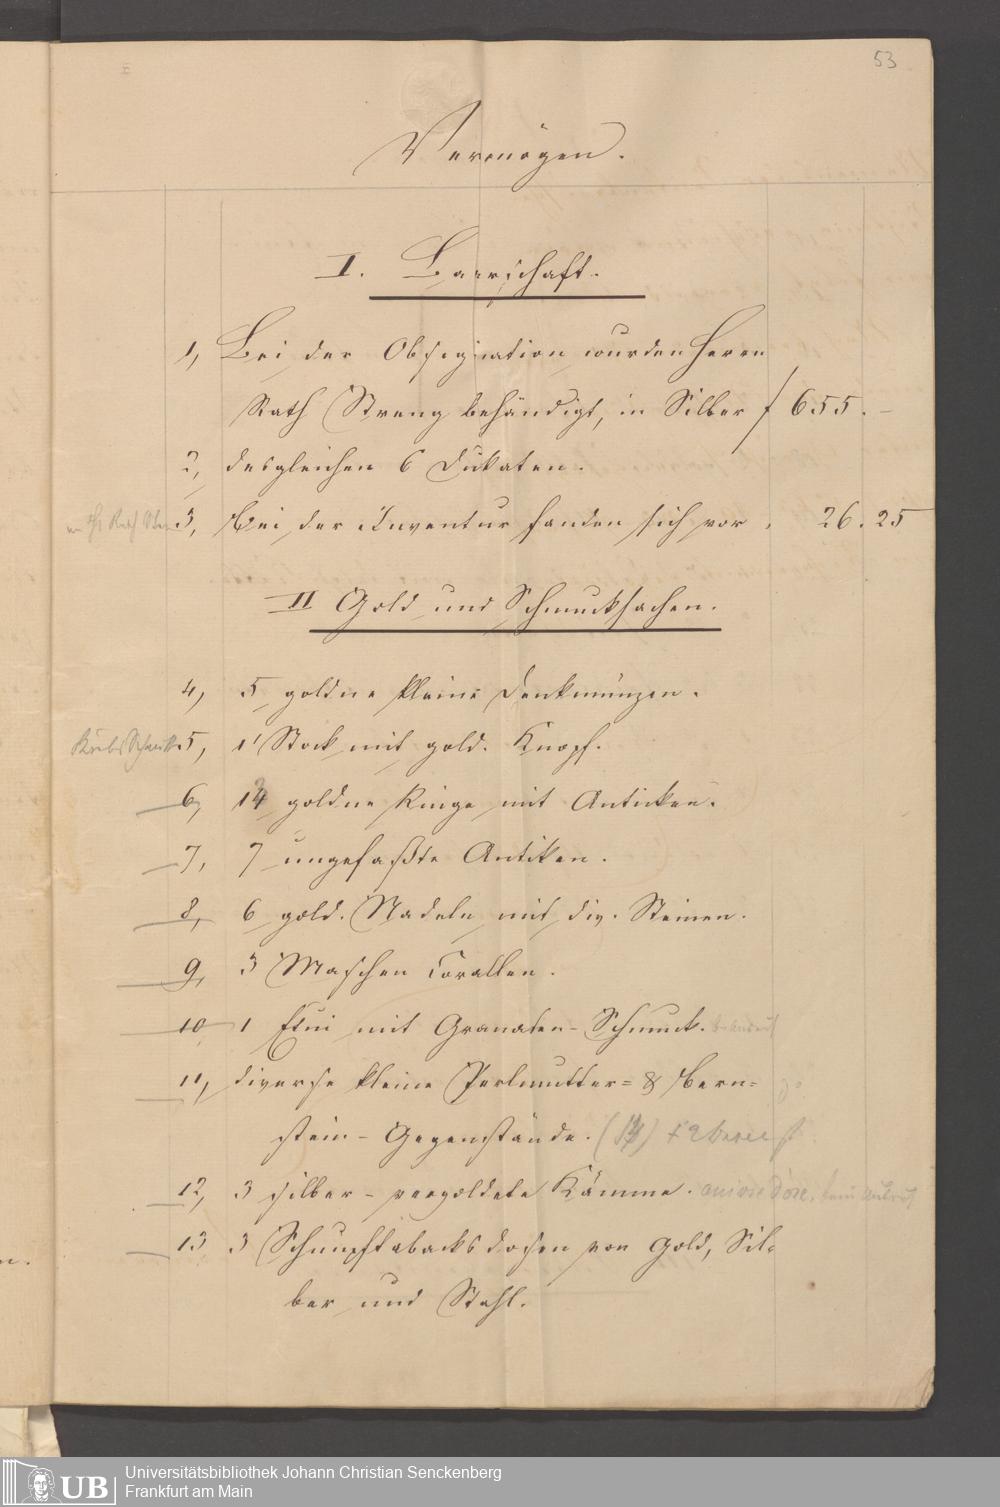 53
Vermögen.
I. Baarschaft.
1, Bei der Obsignation wurden Herrn
Rath Streng behändigt, in Silber f 655. –
2, desgleichen 6 Dukaten.
3, Bei der Inventur fanden sich vor , 26. 25
II Gold und Schmucksachen.
4, 5 goldne kleine Denkmünzen.
5, 1 Stock mit gold. Knopf.
6, goldne Ringe mit Anticken.
7, 7 ungefaßte Antiken.
8, 6 gold. Nadeln mit div. Steinen.
9, 3 Maschen Corallen.
10 1 Etui mit Granaten-Schmuck.
11, diverse kleine Perlmutter= & Bern=
stein-Gegenstände.
12, 3 silber-vergoldete Kämme.
13 3 Schnupftabacksdosen von Gold, Sil=
ber und Stahl.
UB
Universitätsbibliothek Johann Christian Senckenberg
Frankfurt am Main